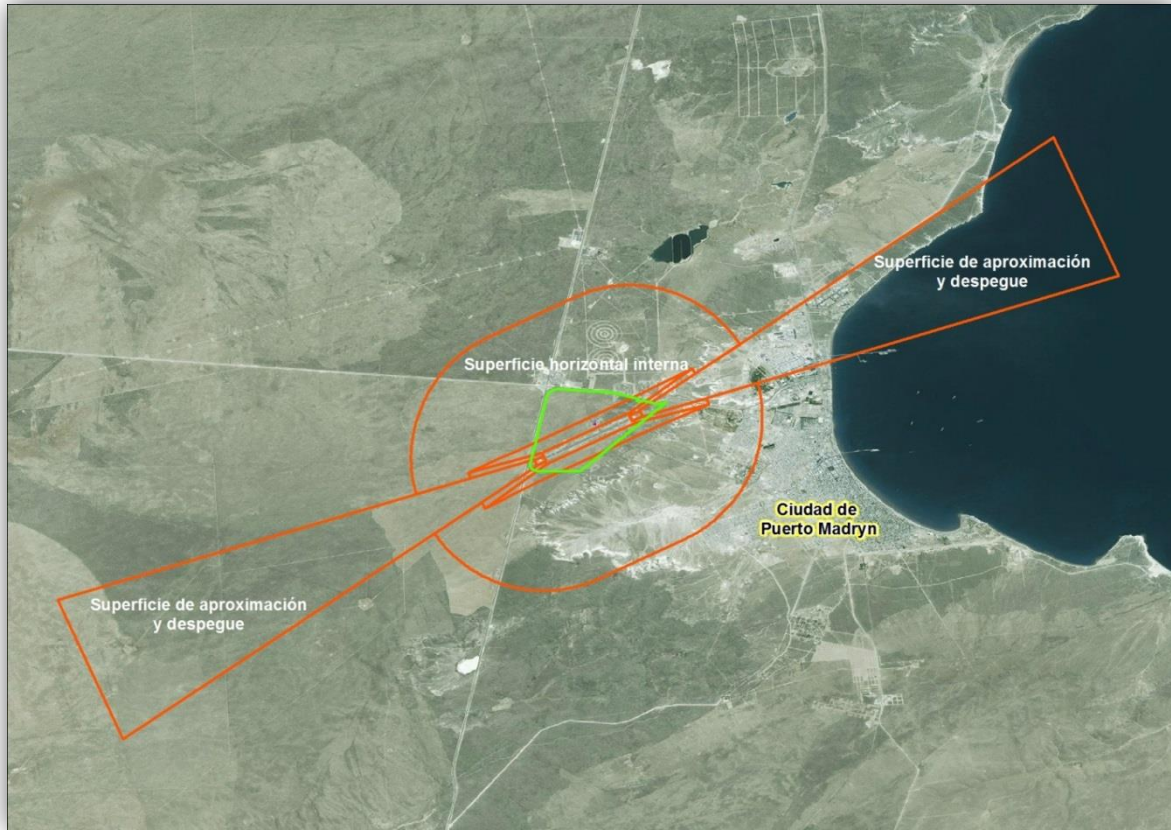 Superficie de aproximación
y despegue
Superficie horizontal interna
Ciudad de
Puerto Madryn
Superficie de aproximación
y despegue